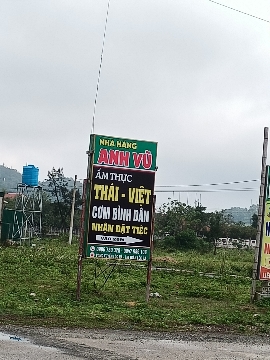 NHÀ HÀNG
ANH VŨ
ẨM THỰC
THÁI - VIỆT
CƠM BÌNH DÂN
NHẬN ĐẶT TIỆC